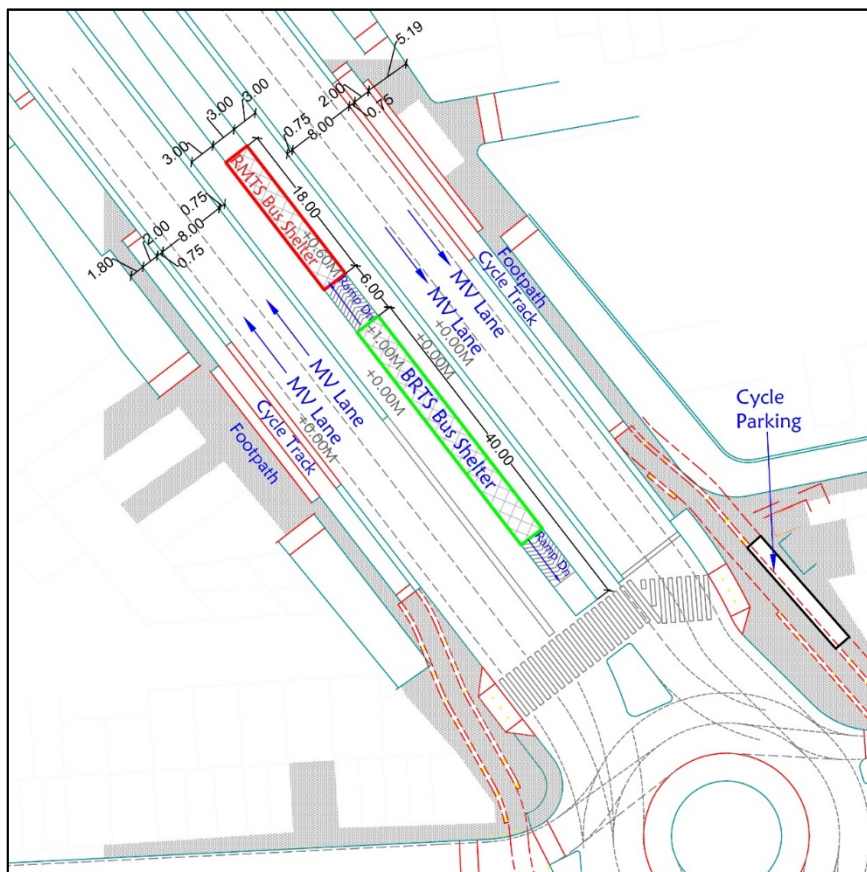 5.19
2.00
0.75
8.00
0.75
3.00
3.00
3.00
18.00
RMTS Bus Shelter
+0.60M
Ramp Dn
6.00
0.75
8.00
2.00
0.75
1.80
MV Lane
MV Lane
+0.00M
Cycle Track
Footpath
+0.00M
+1.00M
BRTS Bus Shelter
+0.00M
40.00
Ramp Dn
MV Lane
MV Lane
+0.00M
Cycle Track
Footpath
Cycle
Parking